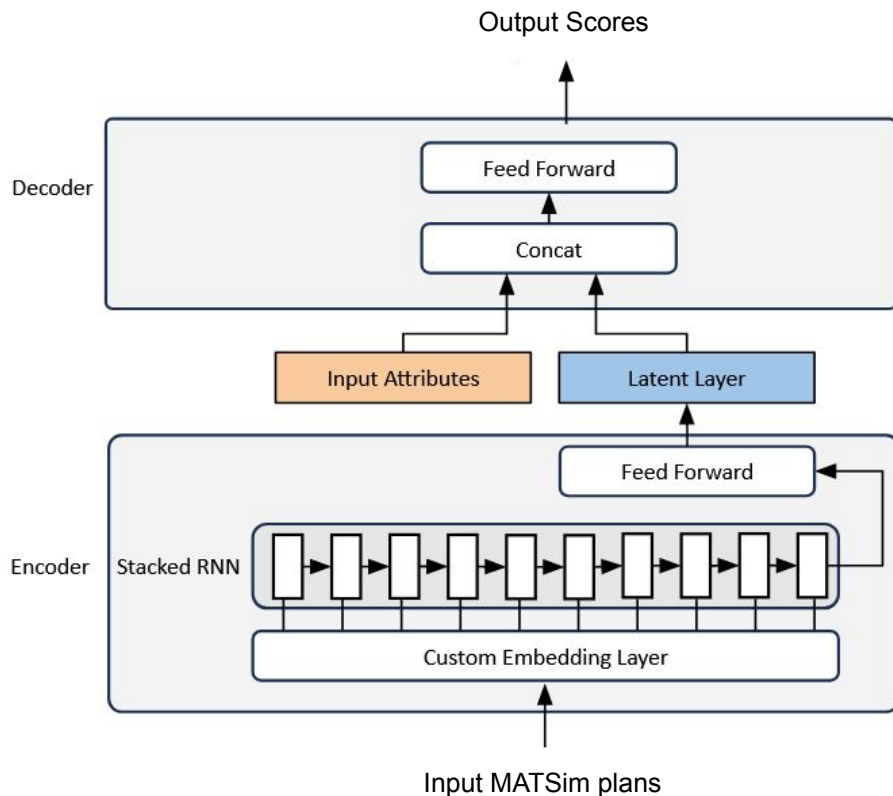 Output Scores
Decoder
Feed Forward
Concat
Input Attributes
Latent Layer
Feed Forward
Encoder
Stacked RNN
Custom Embedding Layer
Input MATSim plans